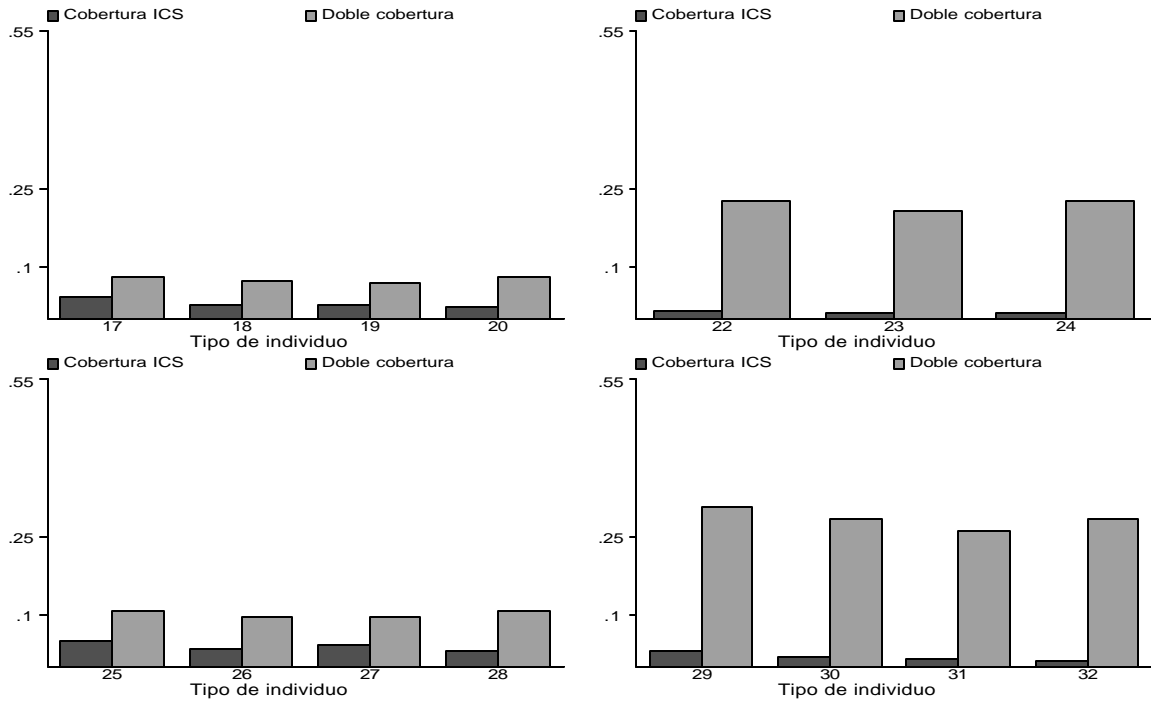 Cobertura ICS Doble cobertura
.55
.25
.1
17 18 19 20
Tipo de individuo
Cobertura ICS Doble cobertura
.55
.25
.1
22 23 24
Tipo de individuo
Cobertura ICS Doble cobertura
.55
.25
.1
25 26 27 28
Tipo de individuo
Cobertura ICS Doble cobertura
.55
.25
.1
29 30 31 32
Tipo de individuo